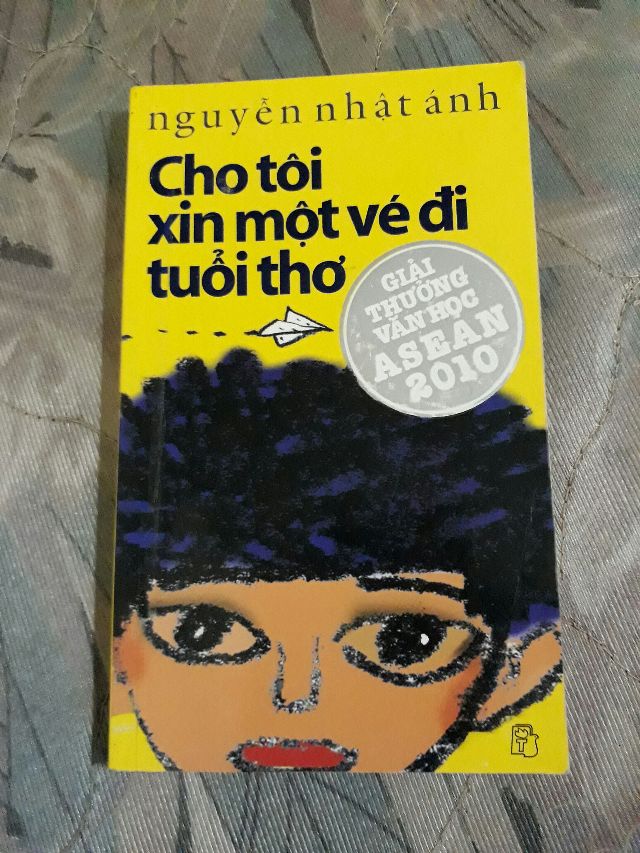 nguyễn nhật ánh
Cho tôi
xin một vé đi
tuổi thơ
GIẢI
THƯỞNG
VĂN HỌC
ASEAN
2010
T